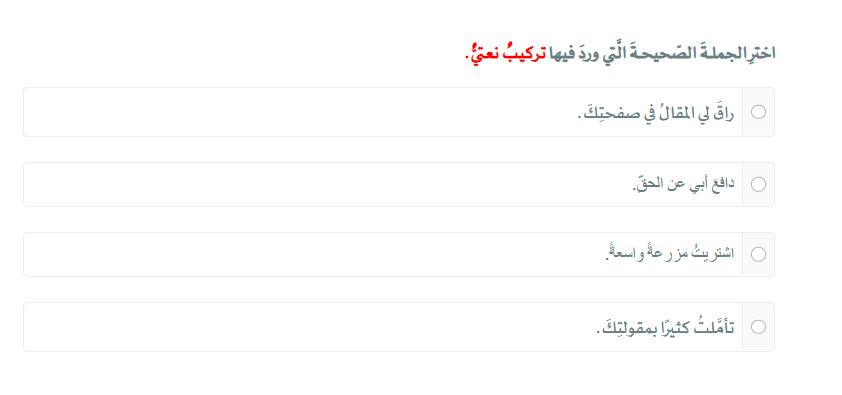 اخترِ الجملةَ الصّحيحةَ الَّتي وردَ فيها تركيبٌ نعتيٌّ.
راقَ لي المقالُ في صفحتِكَ.
دافعَ أبي عن الحقِّ.
اشتريتُ مزرعةً واسعةً.
تأمَّلتُ كثيرًا بمقولتِكَ.